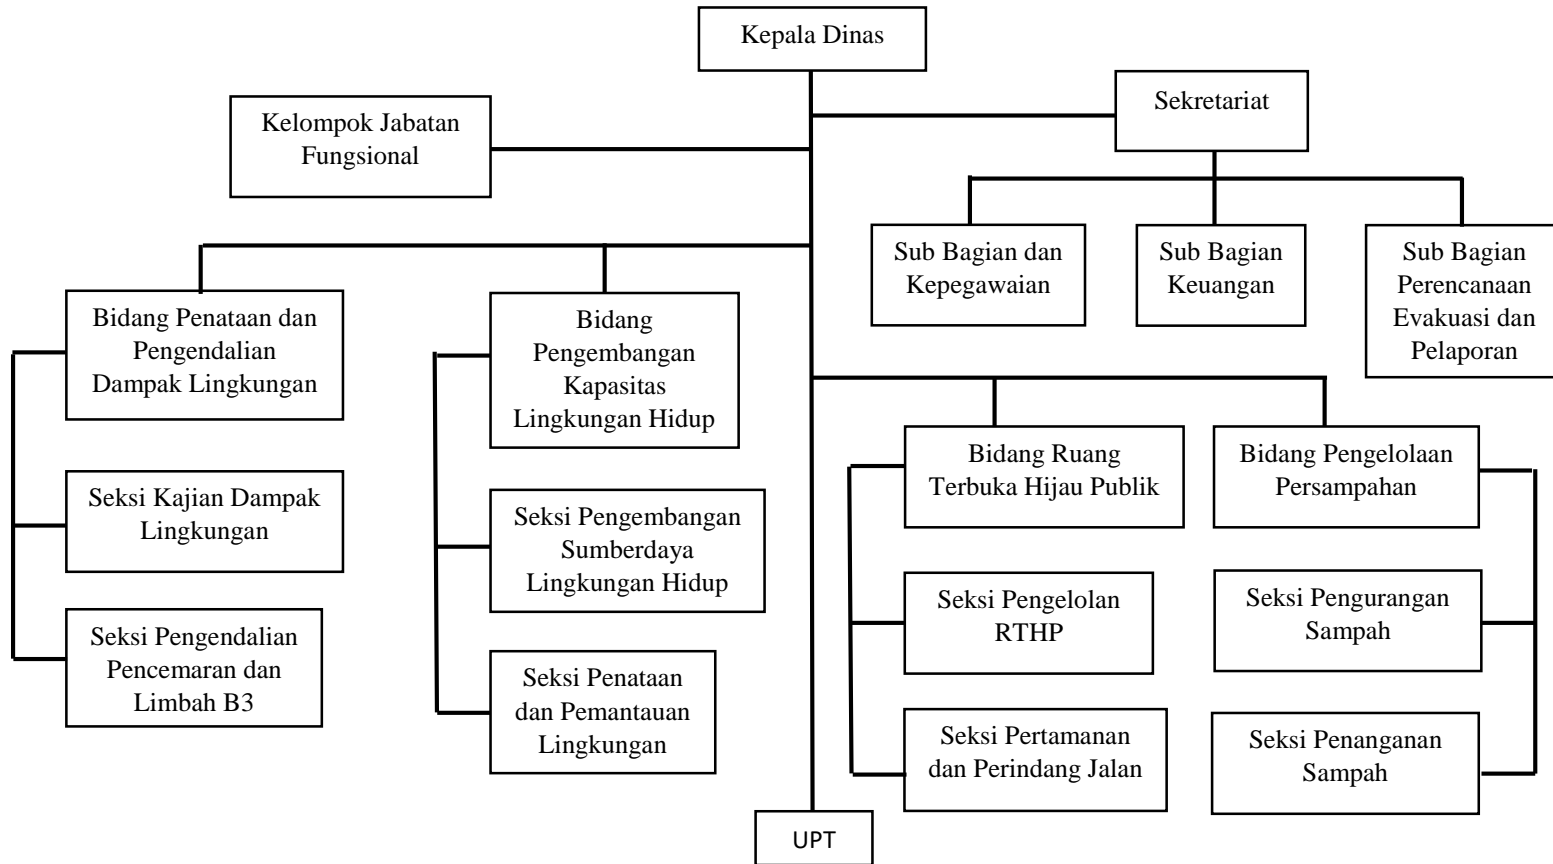 Kepala Dinas
Sekretariat
Kelompok Jabatan
Fungsional
Sub Bagian dan
Kepegawaian
Sub Bagian
Keuangan
Sub Bagian
Perencanaan
Evakuasi dan
Pelaporan
Bidang Penataan dan
Pengendalian
Dampak Lingkungan
Bidang
Pengembangan
Kapasitas
Lingkungan Hidup
Bidang Ruang
Terbuka Hijau Publik
Bidang Pengelolaan
Persampahan
Seksi Kajian Dampak
Lingkungan
Seksi Pengembangan
Sumberdaya
Lingkungan Hidup
Seksi Pengelolan
RTHP
Seksi Pengurangan
Sampah
Seksi Pengendalian
Pencemaran dan
Limbah B3
Seksi Penataan
dan Pemantauan
Lingkungan
Seksi Pertamanan
dan Perindang Jalan
Seksi Penanganan
Sampah
UPT